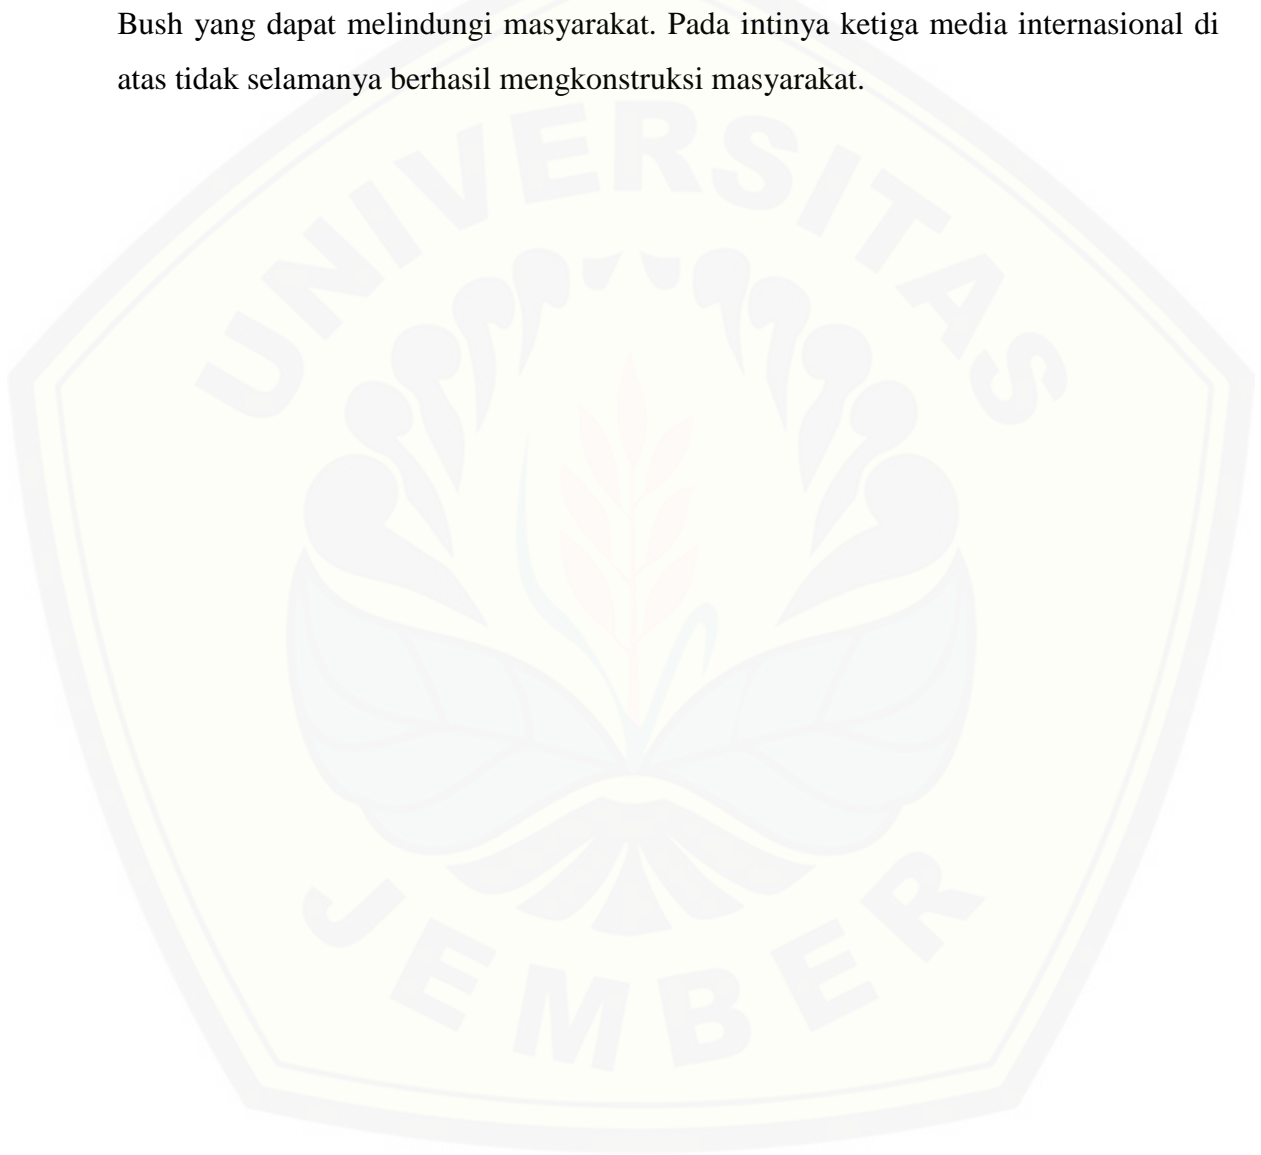 Bush yang dapat melindungi masyarakat. Pada intinya ketiga media internasional di
atas tidak selamanya berhasil mengkonstruksi masyarakat.
UNIVERSITAS
JEMBER